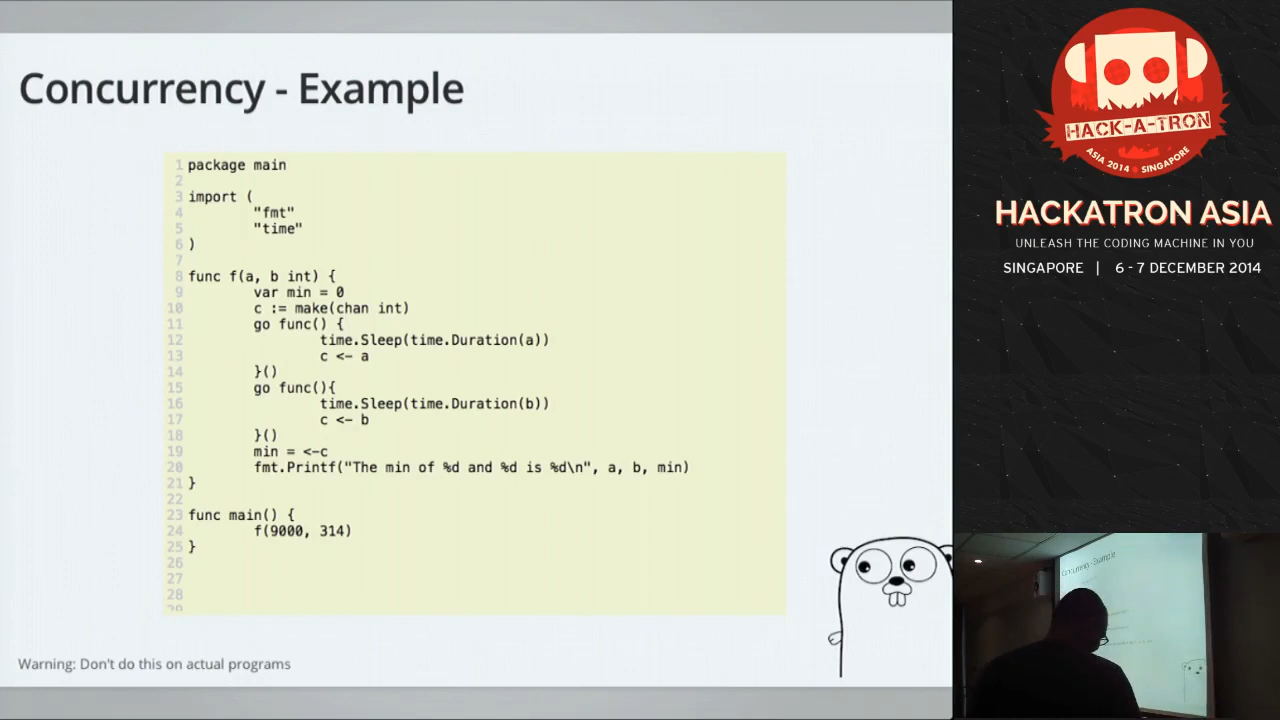 Concurrency - Example
1 package main
2
3 import (
4 "fmt"
5 "time"
6 )
7
8 func f(a, b int) {
9 var min = 0
10 c := make(chan int)
11 go func() {
12 time.Sleep(time.Duration(a))
13 c <- a
14 }()
15 go func(){
16 time.Sleep(time.Duration(b))
17 c <- b
18 }()
19 min = <-c
20 fmt.Printf("The min of %d and %d is %d\n", a, b, min)
21 }
22
23 func main() {
24 f(9000, 314)
25 }
26
27
28
29
Warning: Don't do this on actual programs
HACK-A-TRON
ASIA 2014 SINGAPORE
HACKATRON ASIA
UNLEASH THE CODING MACHINE IN YOU
SINGAPORE | 6 - 7 DECEMBER 2014
Concurrency - Example